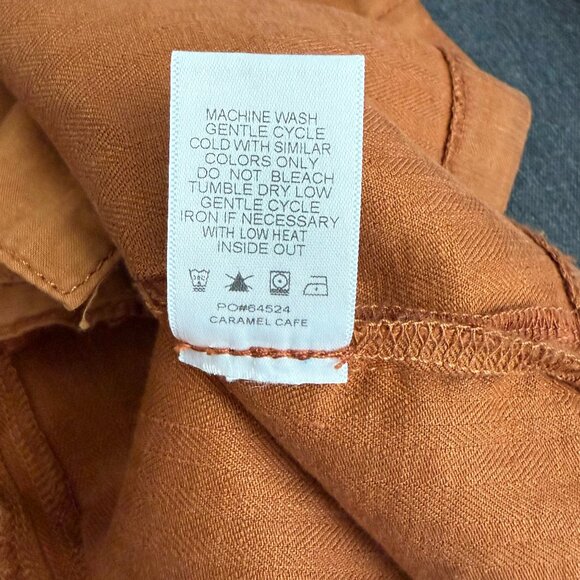 MACHINE WASH
GENTLE CYCLE
COLD WITH SIMILAR
COLORS ONLY
DO NOT BLEACH
TUMBLE DRY LOW
GENTLE CYCLE
IRON IF NECESSARY
WITH LOW HEAT
INSIDE OUT
PO#64524
CARAMEL CAFE